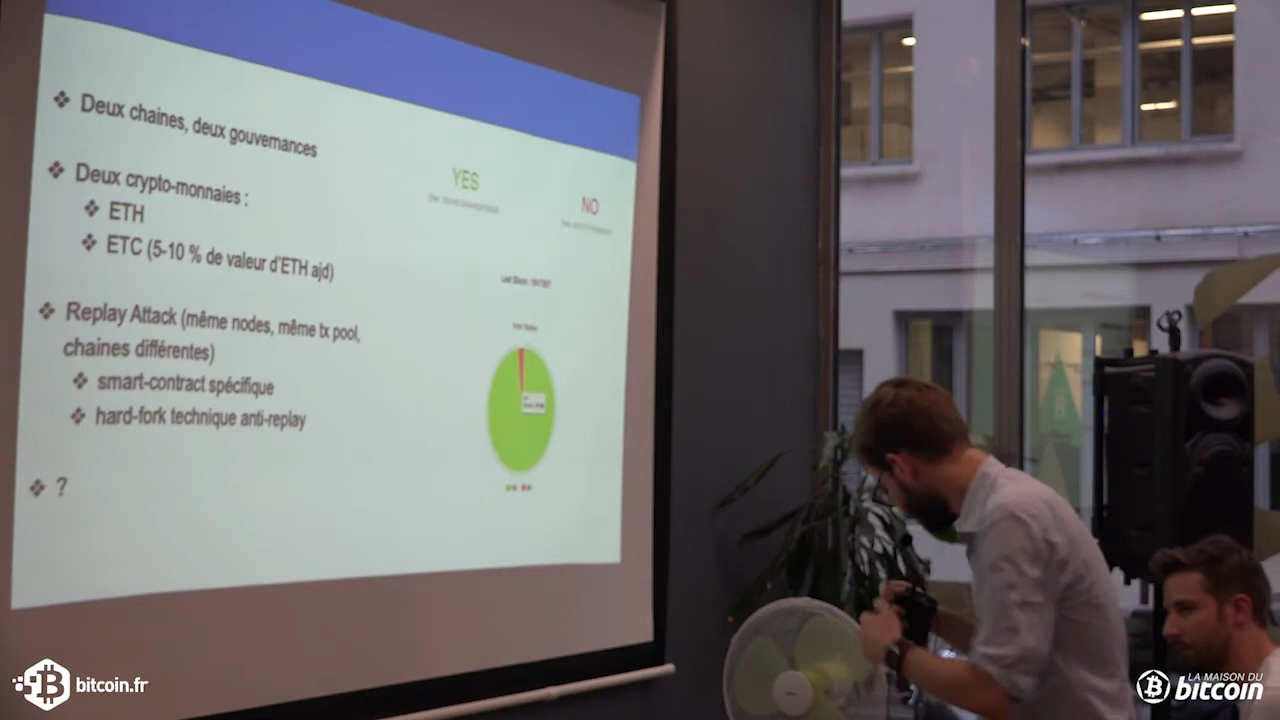 Deux chaines, deux gouvernances
Deux crypto-monnaies :
ETH
ETC (5-10 % de valeur d'ETH ajd)
Replay Attack (même nodes, même tx pool,
chaines différentes)
smart-contract spécifique
hard-fork technique anti-replay
?
YES
NO
bitcoin.fr
LA MAISON DU
bitcoin